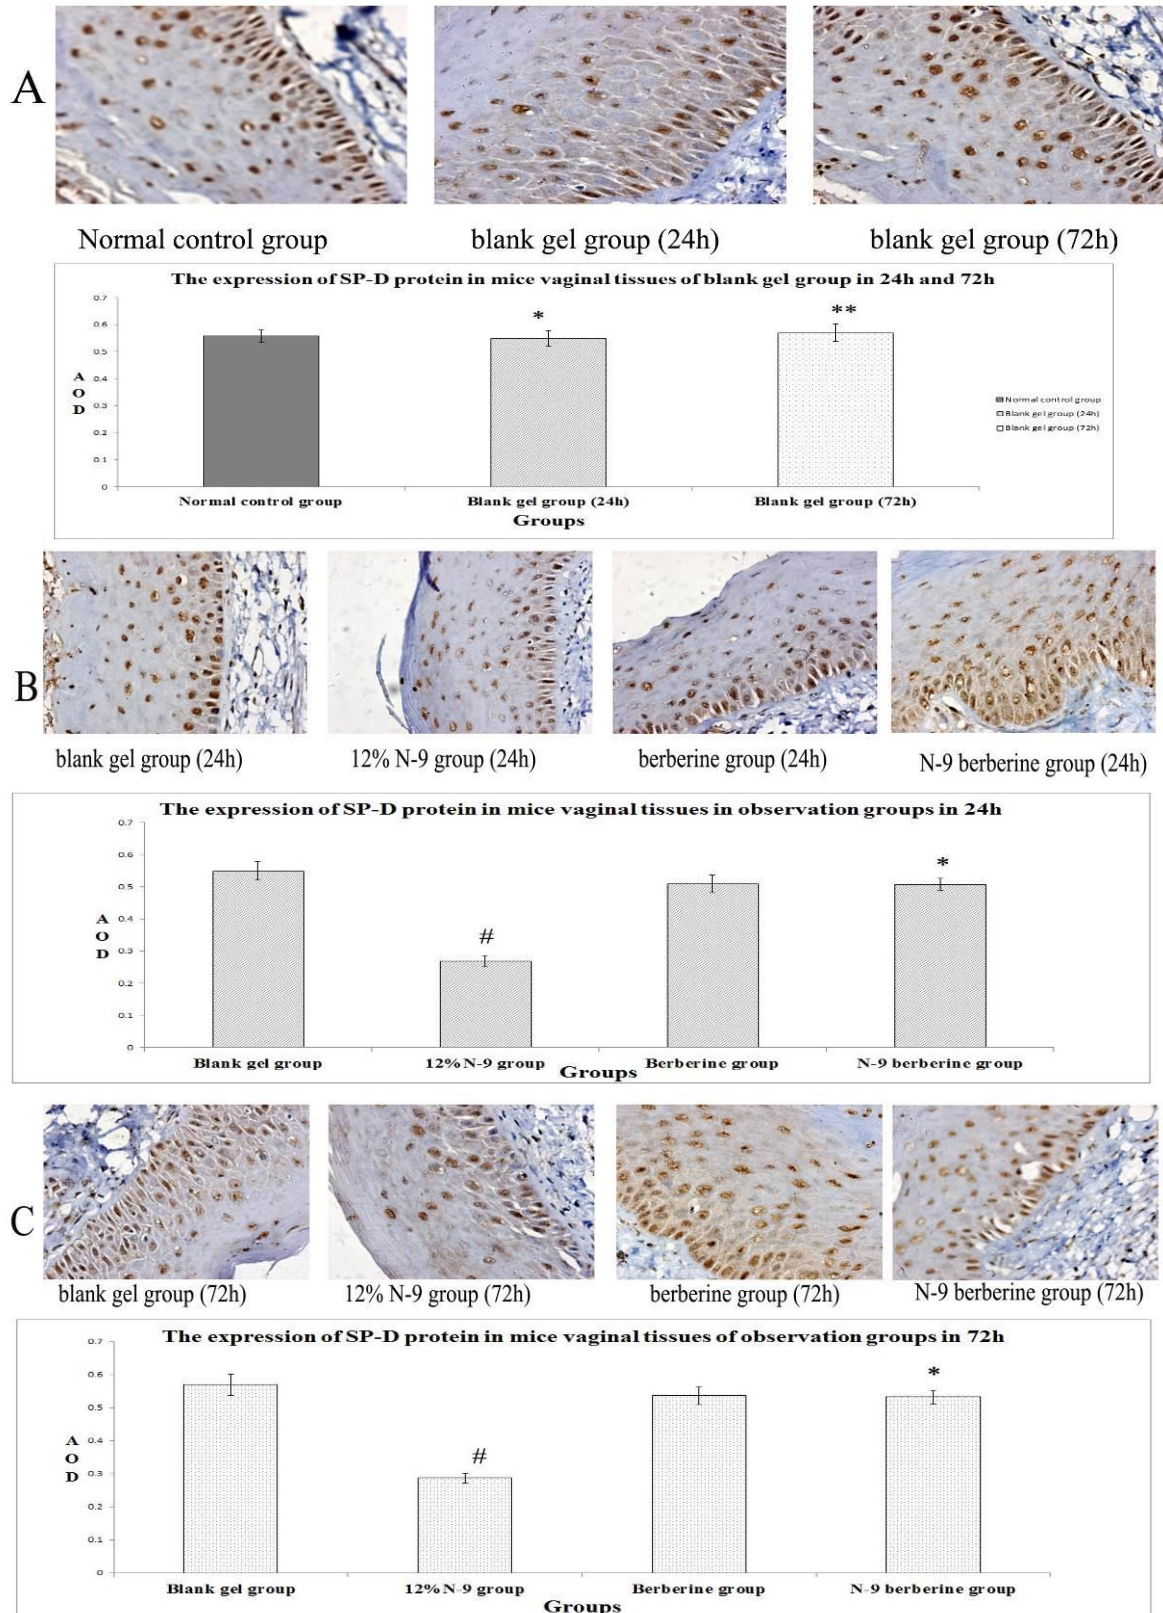 A
Normal control group
blank gel group (24h)
blank gel group (72h)
The expression of SP-D protein in mice vaginal tissues of blank gel group in 24h and 72h
0.7
0.6
0.5
0.4
0.3
0.2
0.1
0
A
O
D
*
**
Normal control group
Blank gel group (24h)
Blank gel group (72h)
Normal control group
Blank gel group (24h)
Blank gel group (72h)
Groups
B
blank gel group (24h)
12% N-9 group (24h)
berberine group (24h)
N-9 berberine group (24h)
The expression of SP-D protein in mice vaginal tissues in observation groups in 24h
0.7
0.6
0.5
0.4
0.3
0.2
0.1
0
A
O
D
#
*
Blank gel group
12% N-9 group
Berberine group
N-9 berberine group
Groups
C
blank gel group (72h)
12% N-9 group (72h)
berberine group (72h)
N-9 berberine group (72h)
The expression of SP-D protein in mice vaginal tissues of observation groups in 72h
0.7
0.6
0.5
0.4
0.3
0.2
0.1
0
A
O
D
#
*
Blank gel group
12% N-9 group
Berberine group
N-9 berberine group
Groups